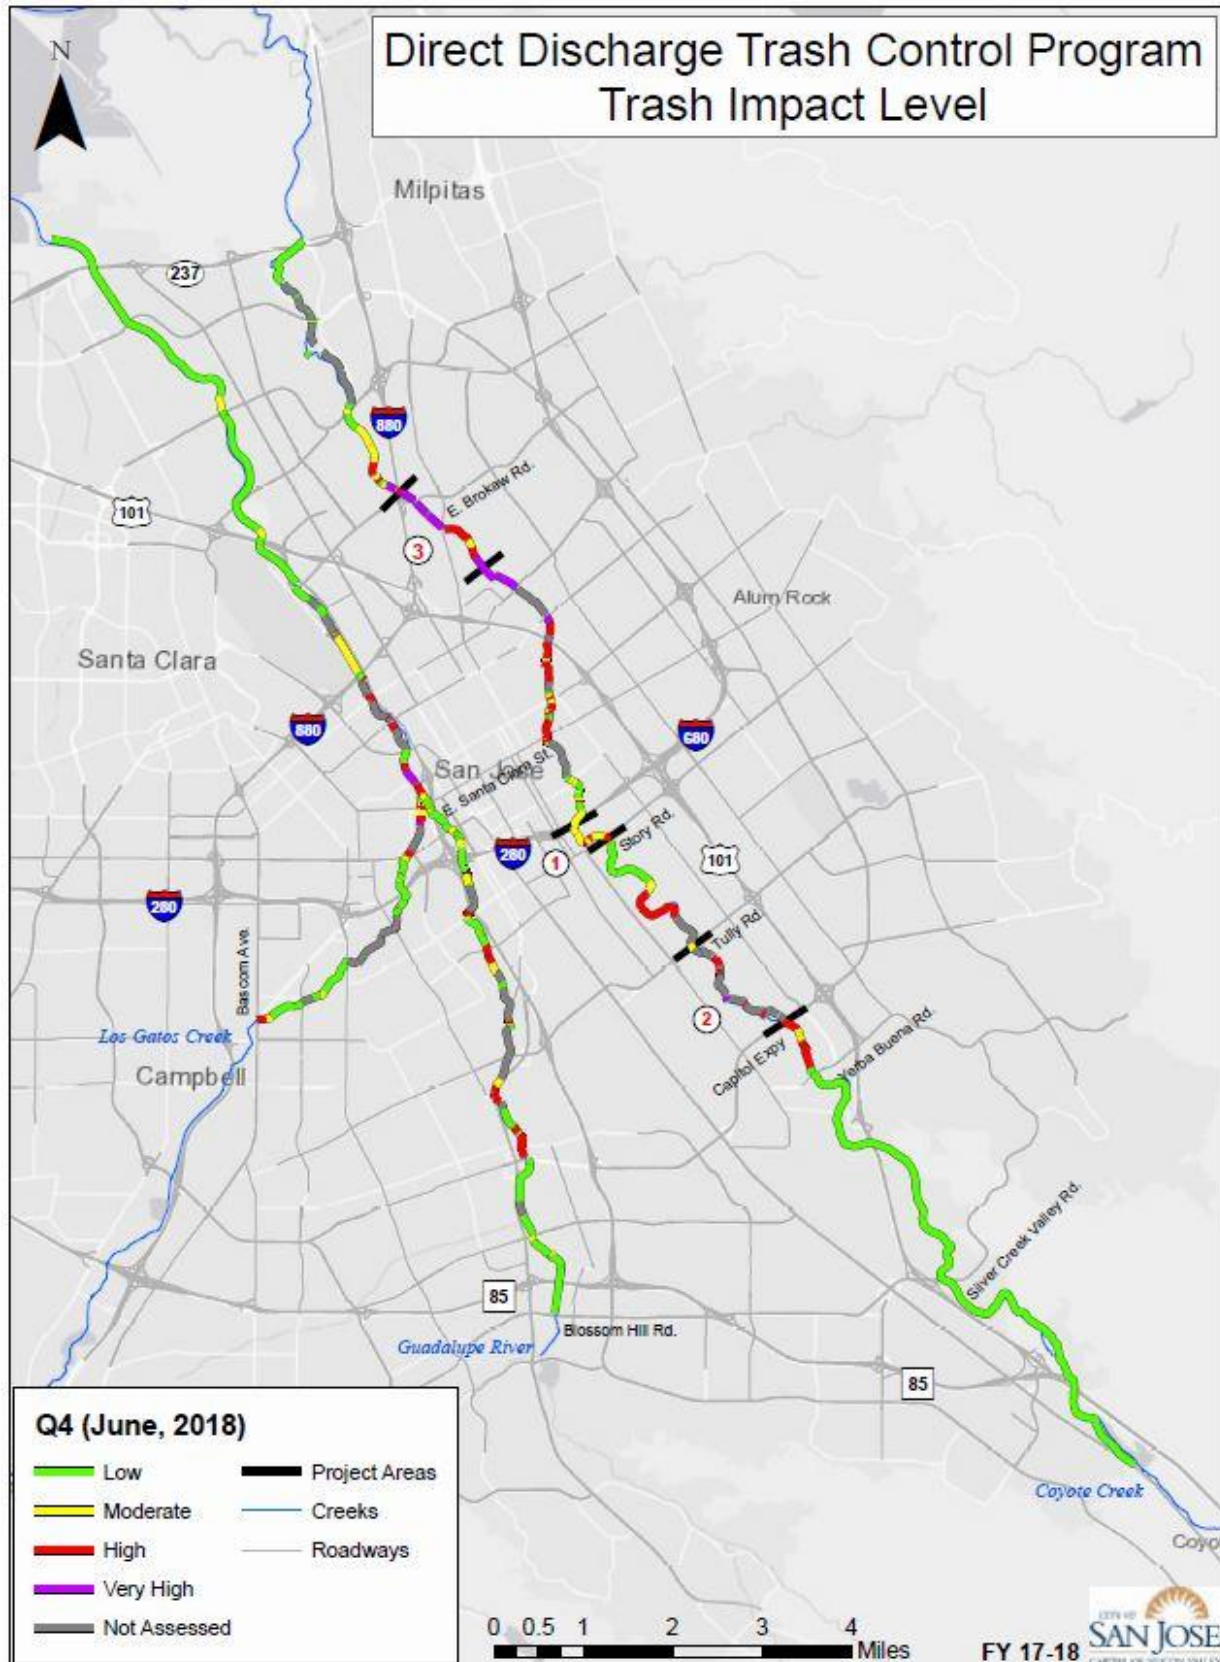 Direct Discharge Trash Control Program
Trash Impact Level
N
Milpitas
237
880
E. Brokaw Rd.
101
3
Alum Rock
Santa Clara
880
680
San Jose
E. Santa Clara St.
Story Rd.
280
1
101
280
Tully Rd.
Bascom Ave.
2
Los Gatos Creek
Capitol Expy
Yerba Buena Rd.
Campbell
Silver Creek Valley Rd.
85
Blossom Hill Rd.
Guadalupe River
85
Q4 (June, 2018)
Low
Project Areas
Moderate
Creeks
High
Roadways
Very High
Not Assessed
Coyote Creek
Coyo
0 0.5 1 2 3 4
Miles
FY 17-18
CITY OF
SAN JOSE